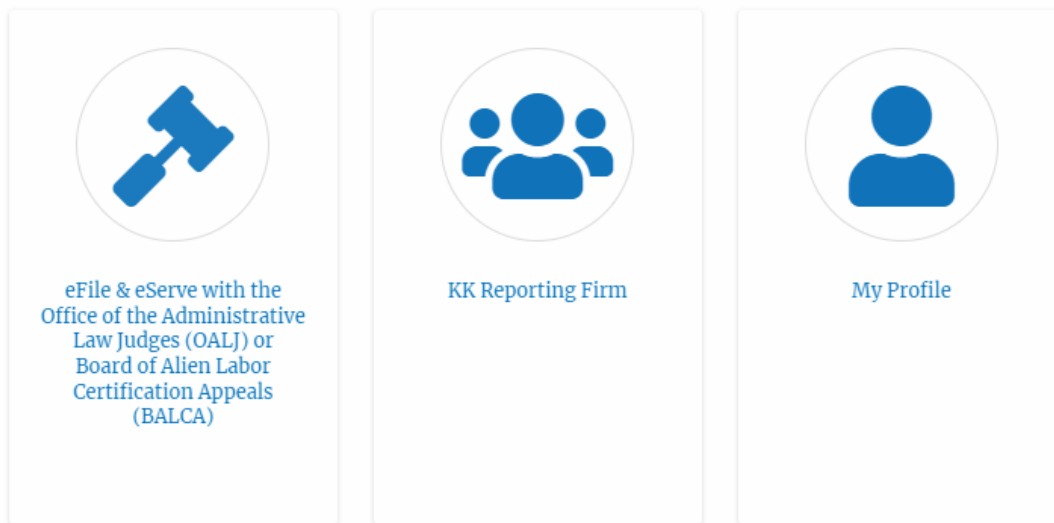 eFile & eServe with the
Office of the Administrative
Law Judges (OALJ) or
Board of Alien Labor
Certification Appeals
(BALCA)
KK Reporting Firm
My Profile